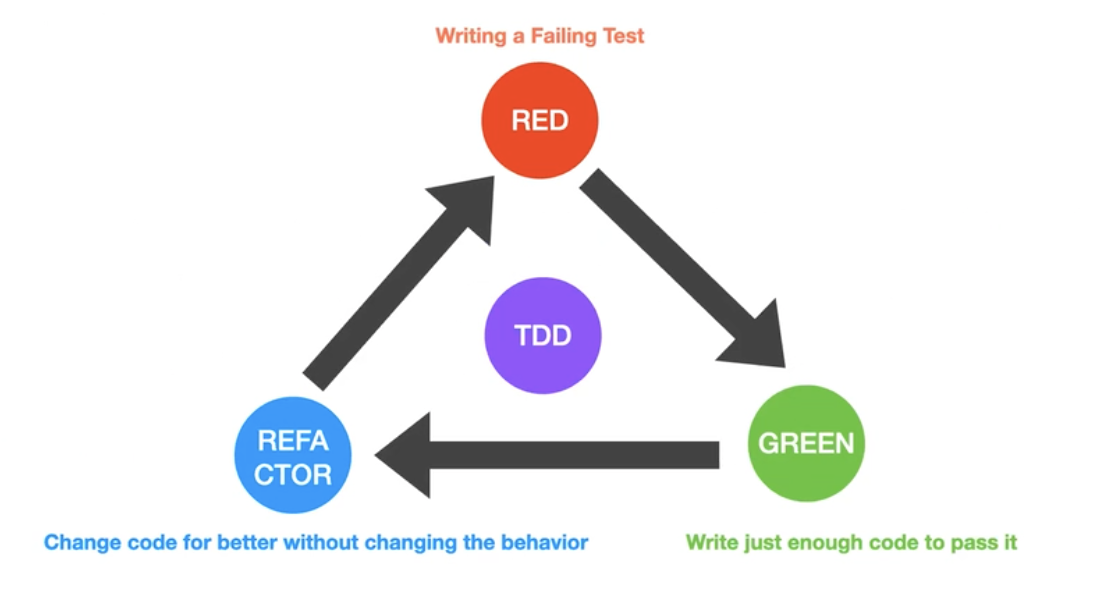 Writing a Failing Test
RED
TDD
REFA
CTOR
GREEN
Change code for better without changing the behavior
Write just enough code to pass it